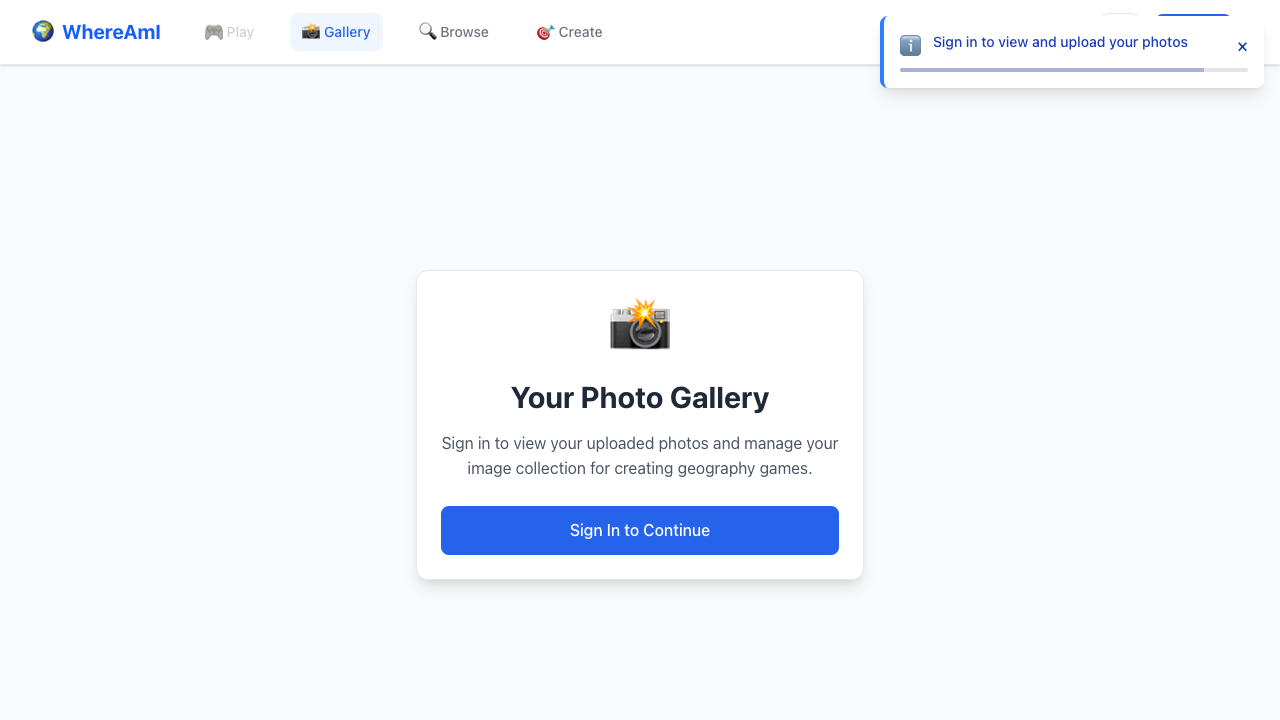 WhereAmI
Play
Gallery
Browse
Create
Sign in to view and upload your photos
×
Your Photo Gallery
Sign in to view your uploaded photos and manage your
image collection for creating geography games.
Sign In to Continue